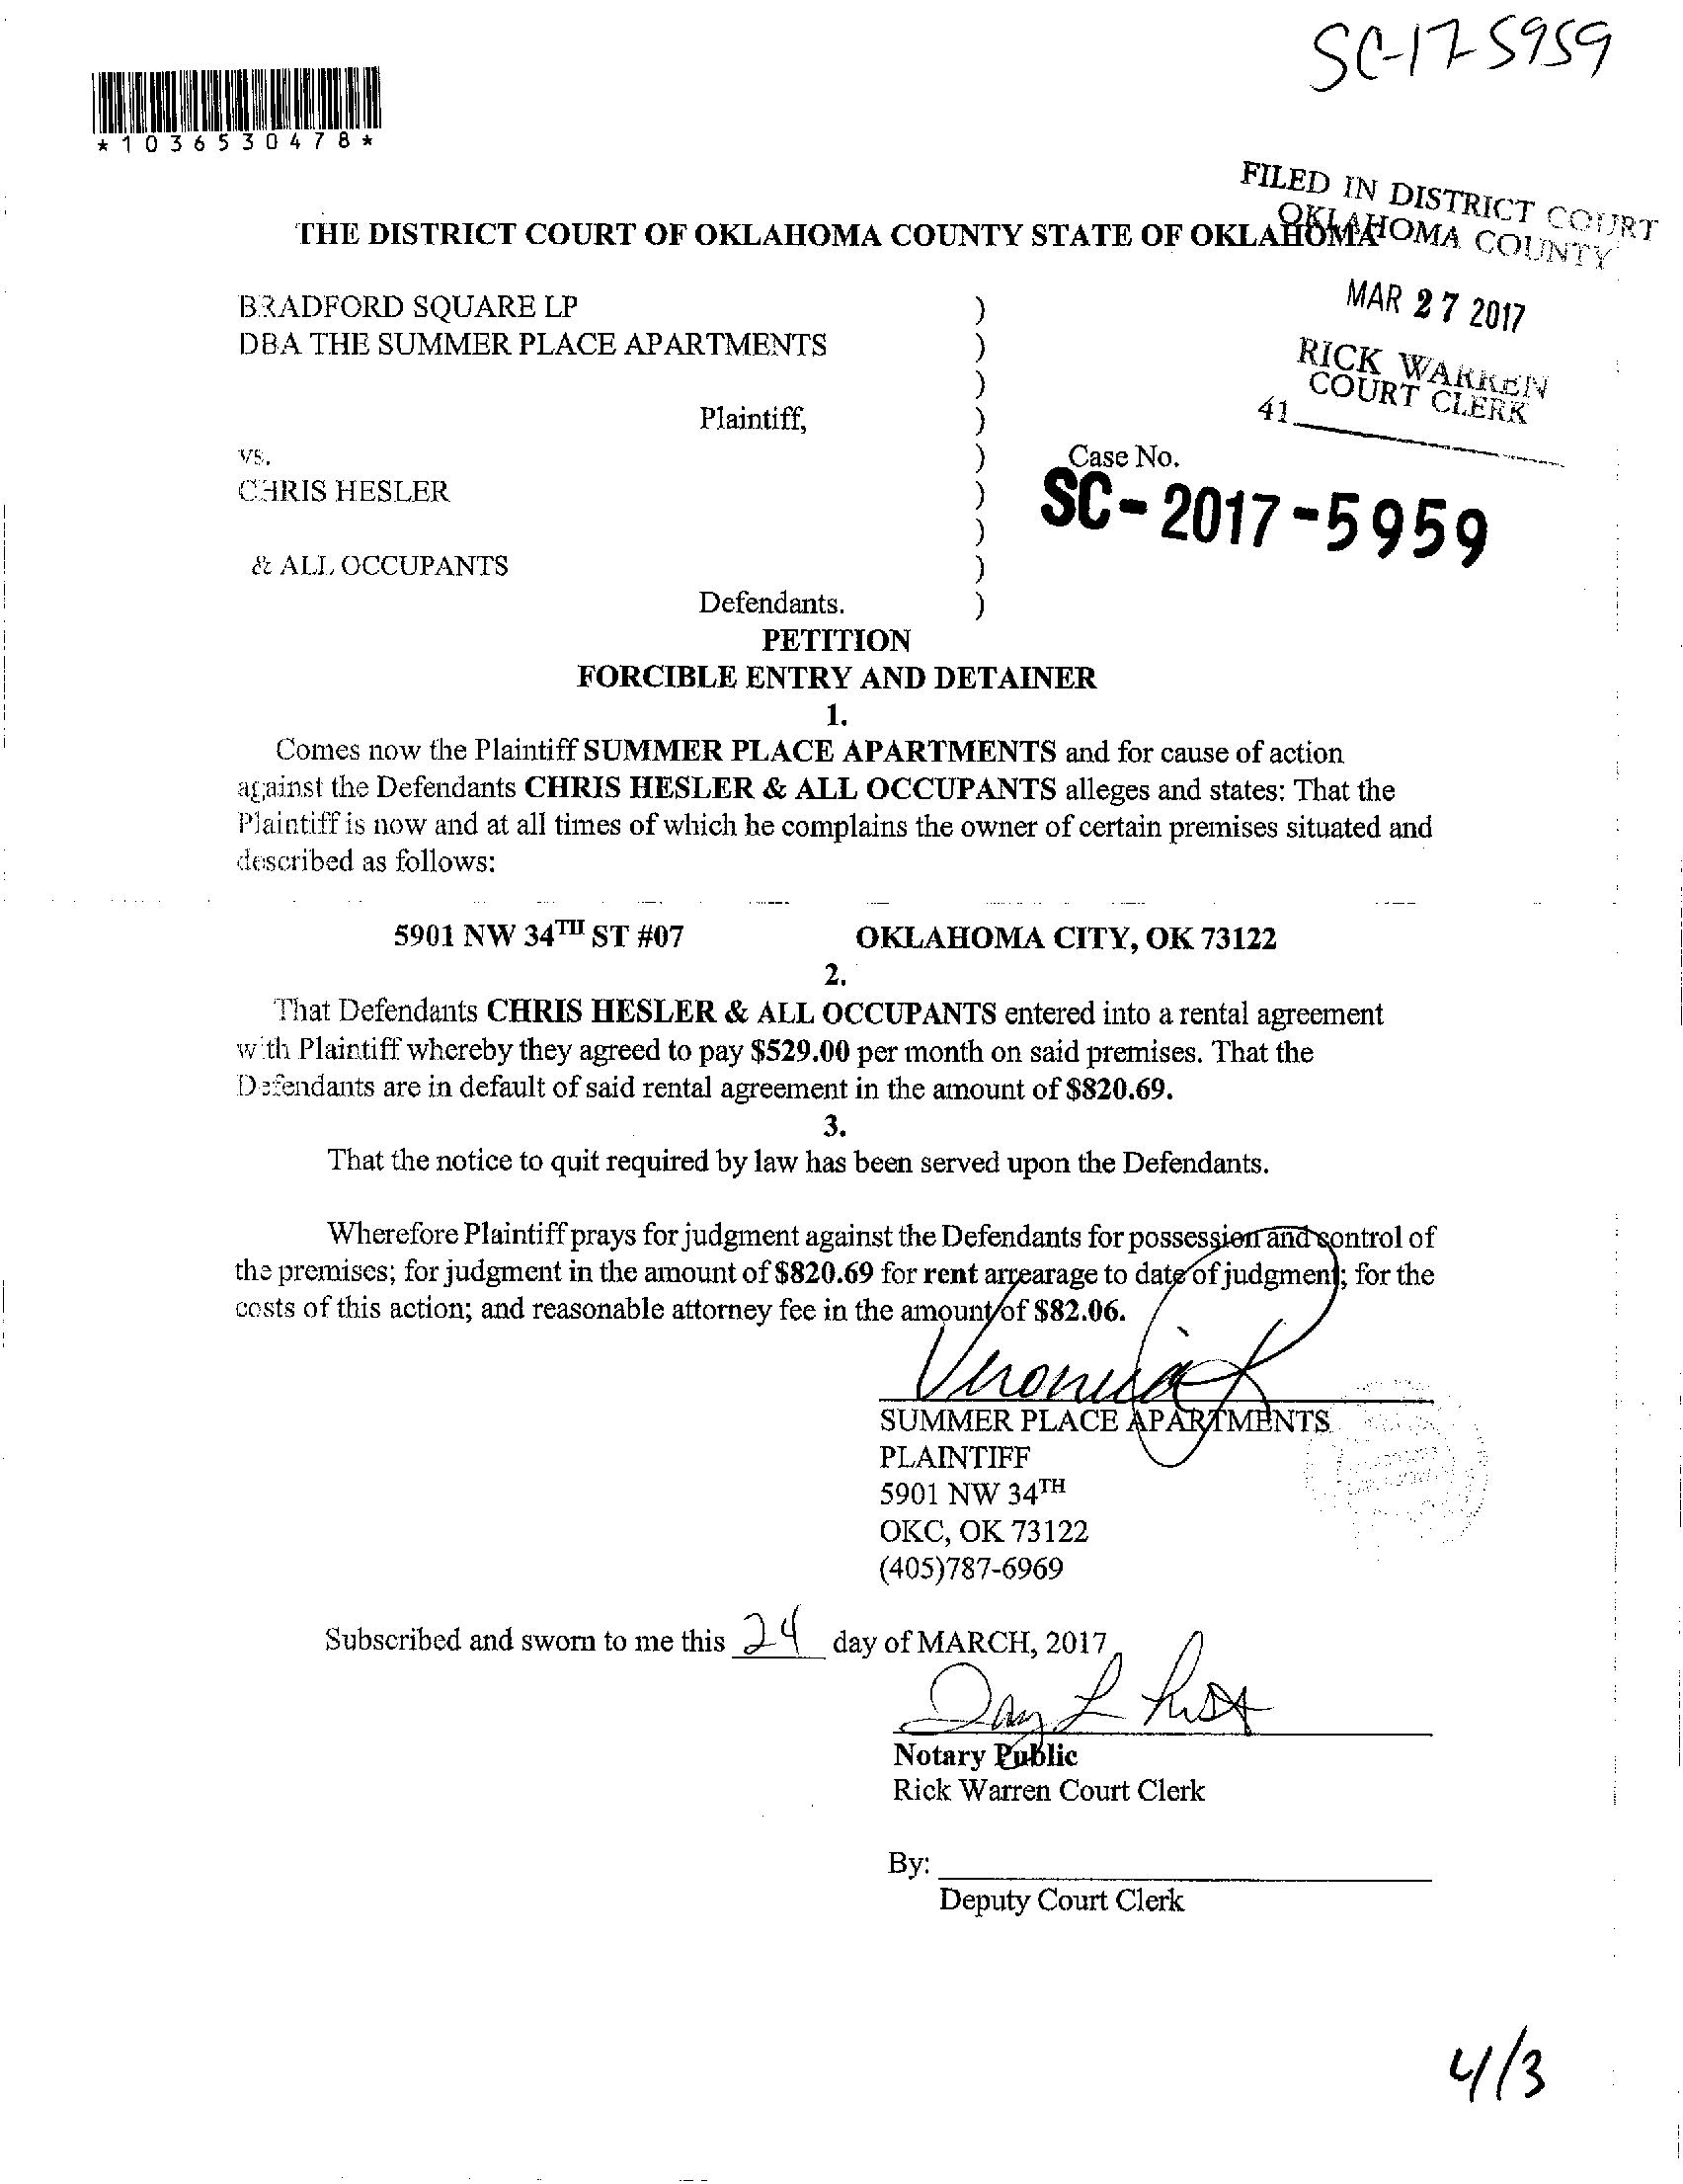 SC-17-5959
*1036530478*
FILED IN DISTRICT COURT
OKLAHOMA COUNTY
THE DISTRICT COURT OF OKLAHOMA COUNTY STATE OF OKLAHOMA
MAR 27 2017
RICK WARREN
COURT CLERK
41
BRADFORD SQUARE LP )
DBA THE SUMMER PLACE APARTMENTS )
)
Plaintiff, )
vs. ) Case No.
CHRIS HESLER ) SC-2017-5959
)
& ALL OCCUPANTS )
Defendants. )
PETITION
FORCIBLE ENTRY AND DETAINER
1.
Comes now the Plaintiff SUMMER PLACE APARTMENTS and for cause of action
against the Defendants CHRIS HESLER & ALL OCCUPANTS alleges and states: That the
Plaintiff is now and at all times of which he complains the owner of certain premises situated and
described as follows:
5901 NW 34TH ST #07 OKLAHOMA CITY, OK 73122
2.
That Defendants CHRIS HESLER & ALL OCCUPANTS entered into a rental agreement
with Plaintiff whereby they agreed to pay $529.00 per month on said premises. That the
Defendants are in default of said rental agreement in the amount of $820.69.
3.
That the notice to quit required by law has been served upon the Defendants.
Wherefore Plaintiff prays for judgment against the Defendants for possession and control of
the premises; for judgment in the amount of $820.69 for rent arrearage to date of judgment; for the
costs of this action; and reasonable attorney fee in the amount of $82.06.
Veronica R
SUMMER PLACE APARTMENTS
PLAINTIFF
5901 NW 34TH
OKC, OK 73122
(405)787-6969
Subscribed and sworn to me this 24 day of MARCH, 2017
Notary Public
Rick Warren Court Clerk
By:
Deputy Court Clerk
4/3